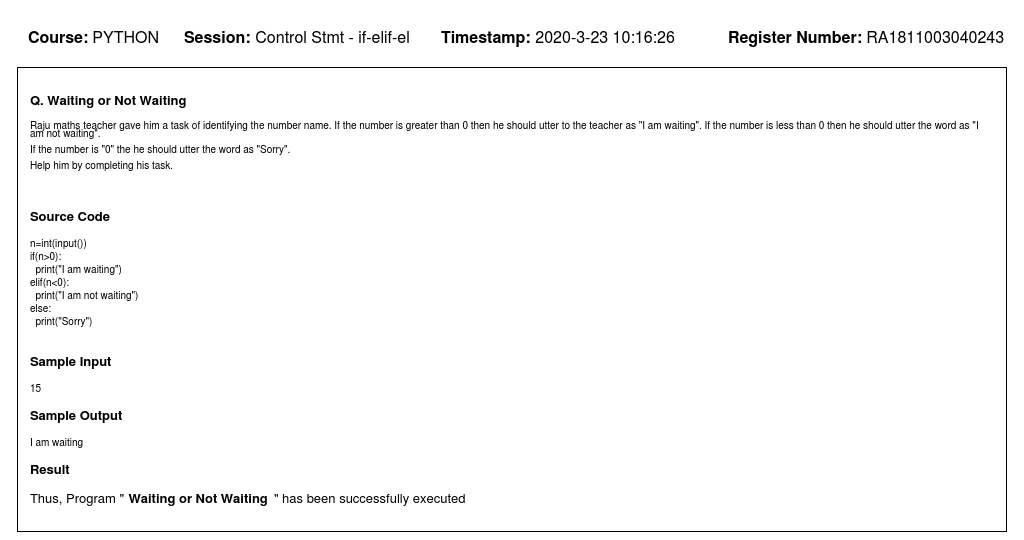 Course: PYTHON Session: Control Stmt - if-elif-el Timestamp: 2020-3-23 10:16:26 Register Number: RA1811003040243
Q. Waiting or Not Waiting
Raju maths teacher gave him a task of identifying the number name. If the number is greater than 0 then he should utter to the teacher as "I am waiting". If the number is less than 0 then he should utter the word as "I
am not waiting".
If the number is "0" the he should utter the word as "Sorry".
Help him by completing his task.
Source Code
n=int(input())
if(n>0):
  print("I am waiting")
elif(n<0):
  print("I am not waiting")
else:
  print("Sorry")
Sample Input
15
Sample Output
I am waiting
Result
Thus, Program " Waiting or Not Waiting " has been successfully executed